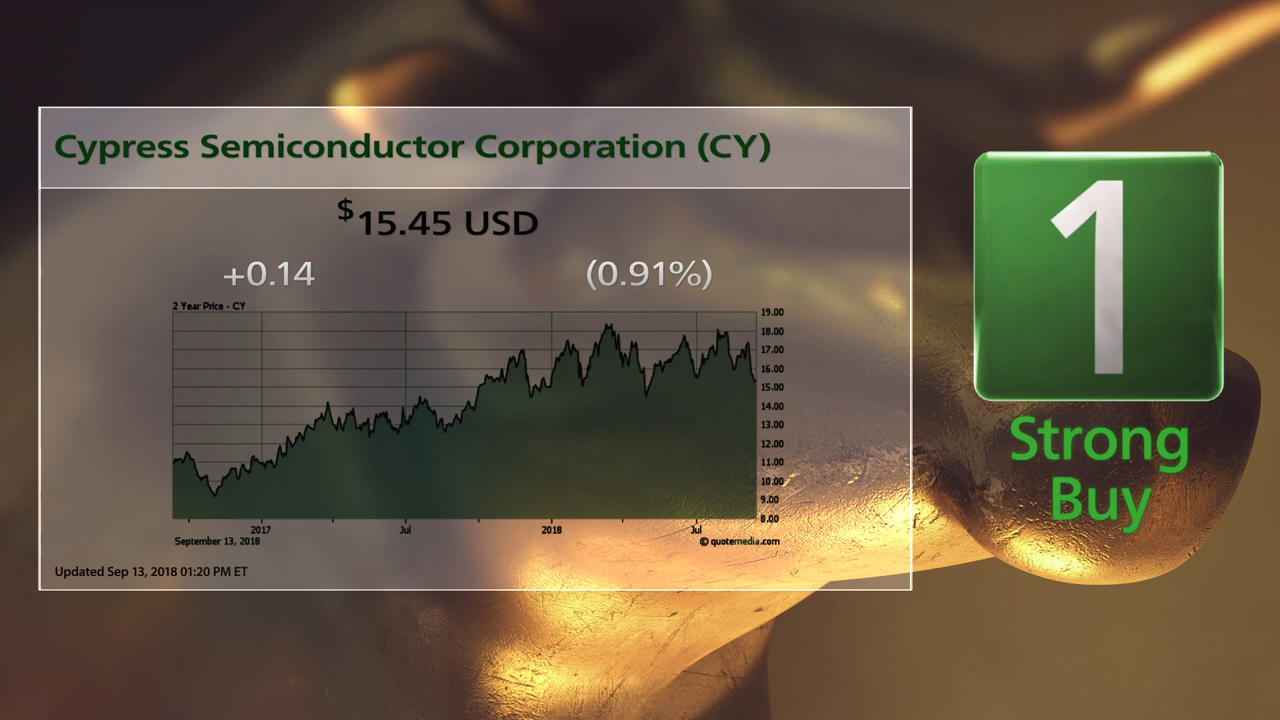 Cypress Semiconductor Corporation (CY)
$15.45 USD
+0.14 (0.91%)
2 Year Price - CY
19.00
18.00
17.00
16.00
15.00
14.00
13.00
12.00
11.00
10.00
9.00
8.00
2017 Jul 2018 Jul
September 13, 2018 © quotemedia.com
Updated Sep 13, 2018 01:20 PM ET
1
Strong
Buy